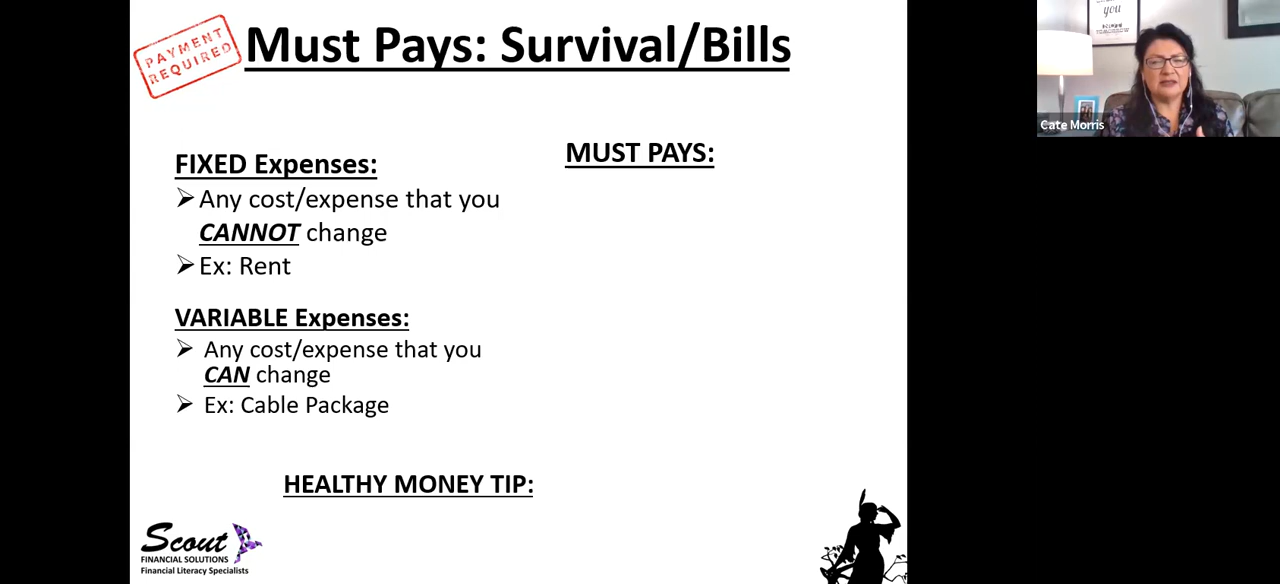 PAYMENT
REQUIRED
Must Pays: Survival/Bills
FIXED Expenses:
➢ Any cost/expense that you
CANNOT change
➢ Ex: Rent
VARIABLE Expenses:
➢ Any cost/expense that you
CAN change
➢ Ex: Cable Package
MUST PAYS:
HEALTHY MONEY TIP:
Scout
FINANCIAL SOLUTIONS
Financial Literacy Specialists
you
TOMORROW
Cate Morris